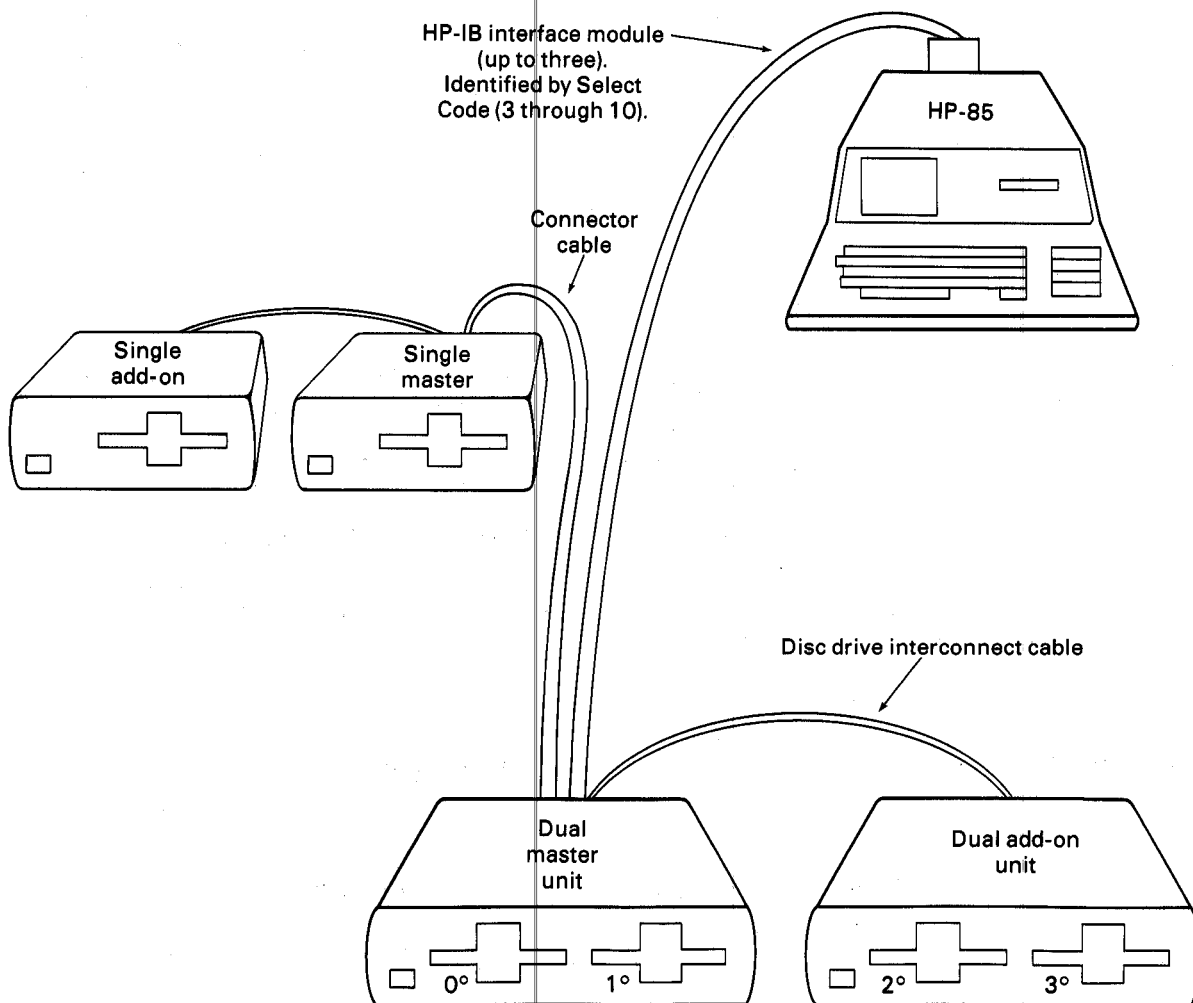 HP-IB interface module
(up to three).
Identified by Select
Code (3 through 10).
HP-85
Connector
cable
Single
add-on
Single
master
Disc drive interconnect cable
Dual
master
unit
Dual add-on
unit
0°
1°
2°
3°